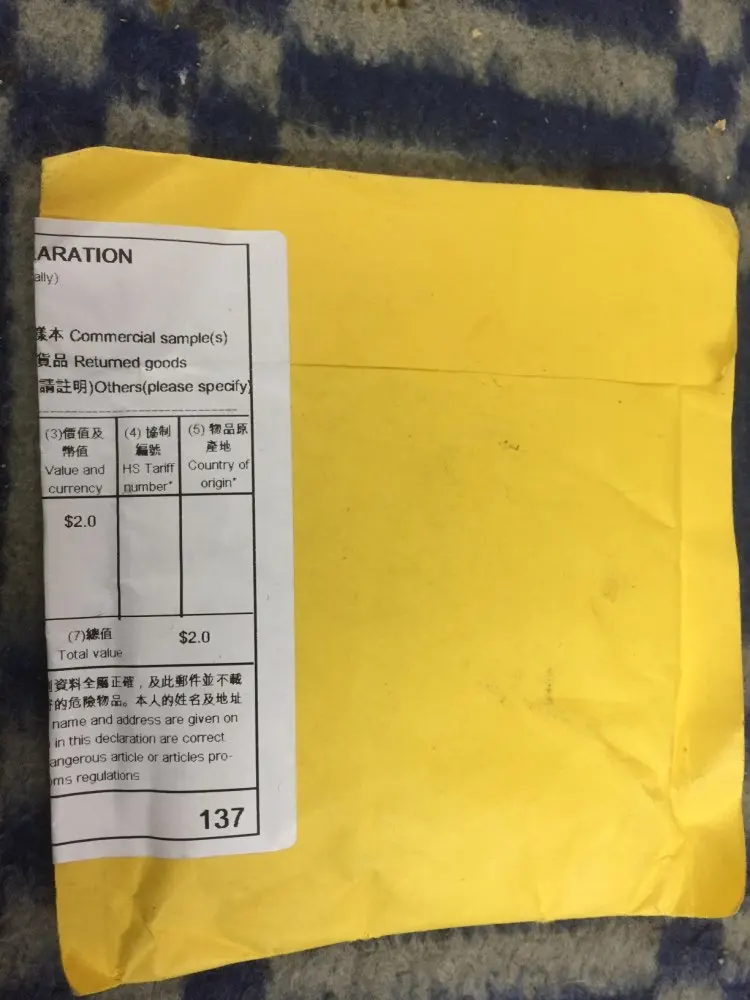 LARATION
ally)
樣本 Commercial sample(s)
貨品 Returned goods
請註明)Others(please specify)
(3)價值及
幣值
Value and
currency
(4) 協制
編號
HS Tariff
number*
(5) 物品原
產地
Country of
origin*
$2.0
(7)總值
Total value
$2.0
資料全屬正確，及此郵件並不載
的危險物品。本人的姓名及地址
name and address are given on
in this declaration are correct
angerous article or articles pro-
oms regulations
137